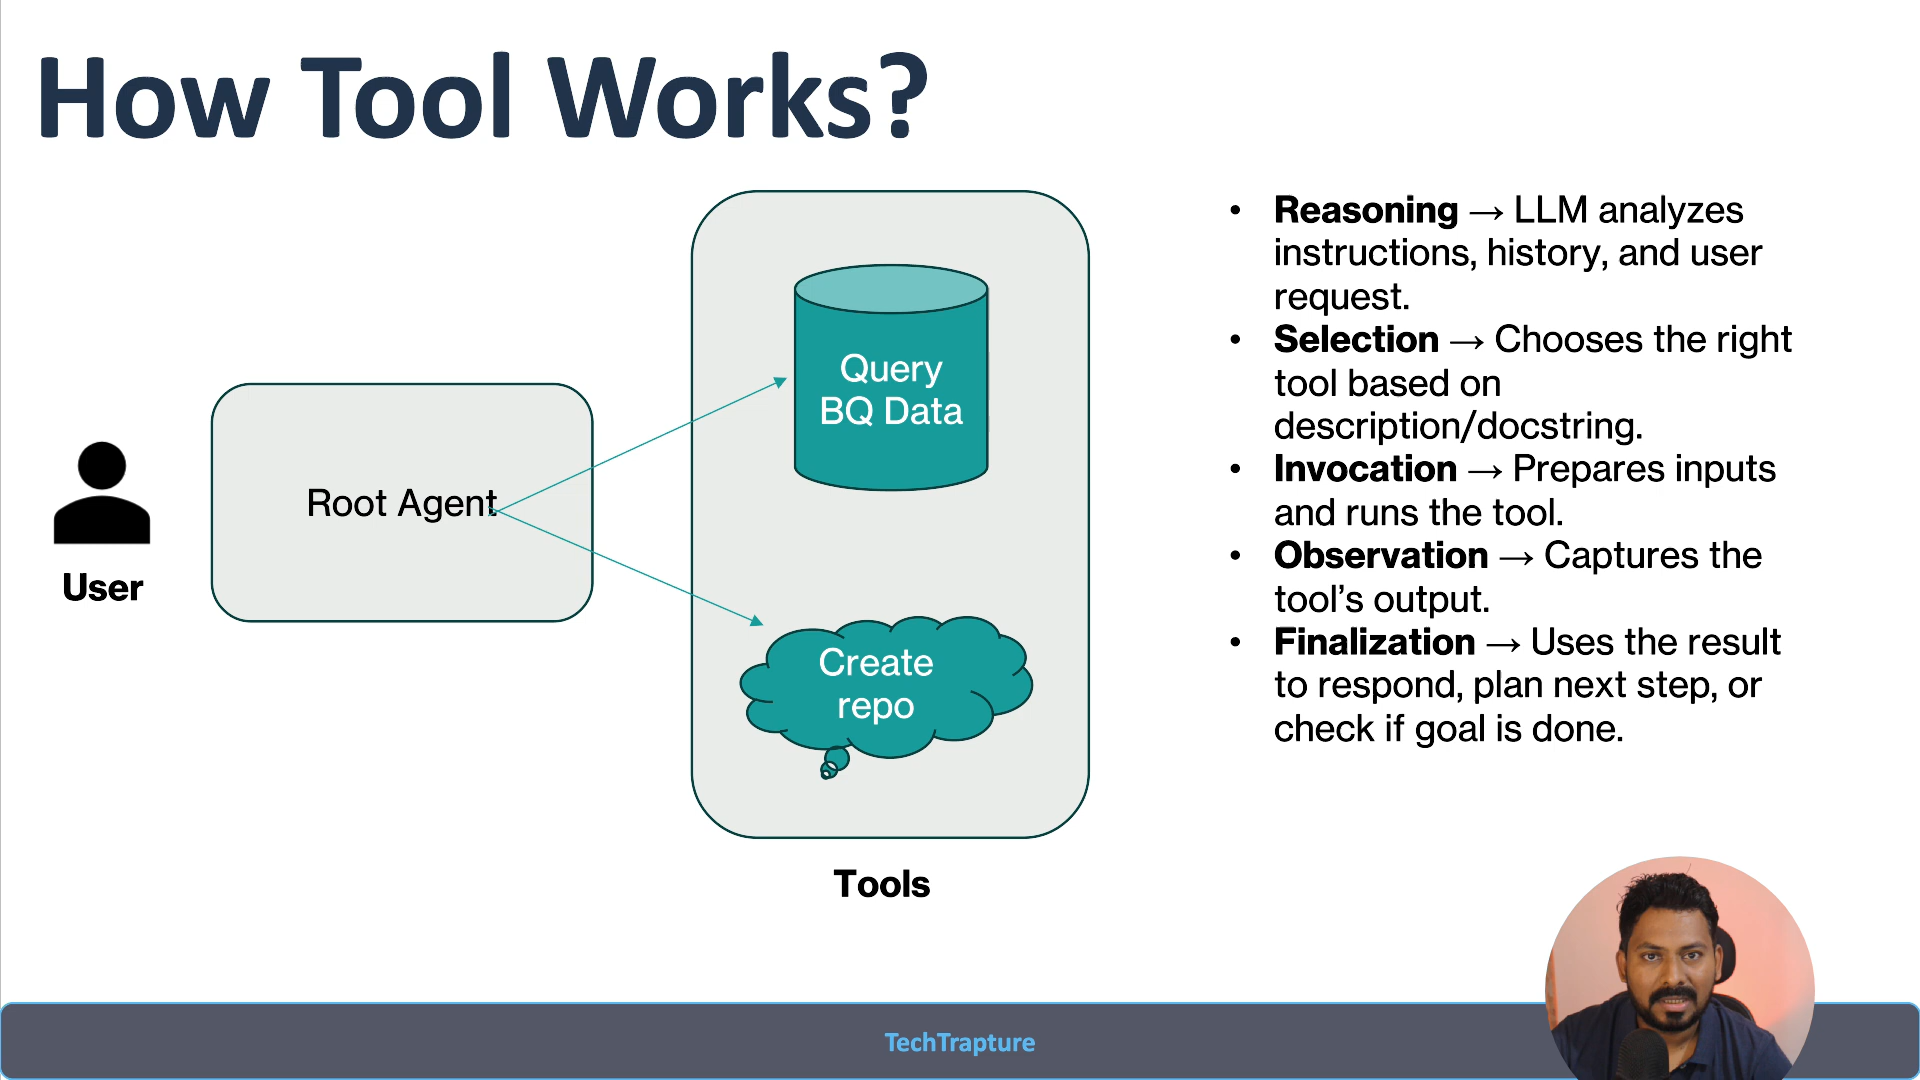 How Tool Works?
User
Root Agent
Query
BQ Data
Create
repo
Tools
• Reasoning → LLM analyzes
instructions, history, and user
request.
• Selection → Chooses the right
tool based on
description/docstring.
• Invocation → Prepares inputs
and runs the tool.
• Observation → Captures the
tool’s output.
• Finalization → Uses the result
to respond, plan next step, or
check if goal is done.
TechTrapture